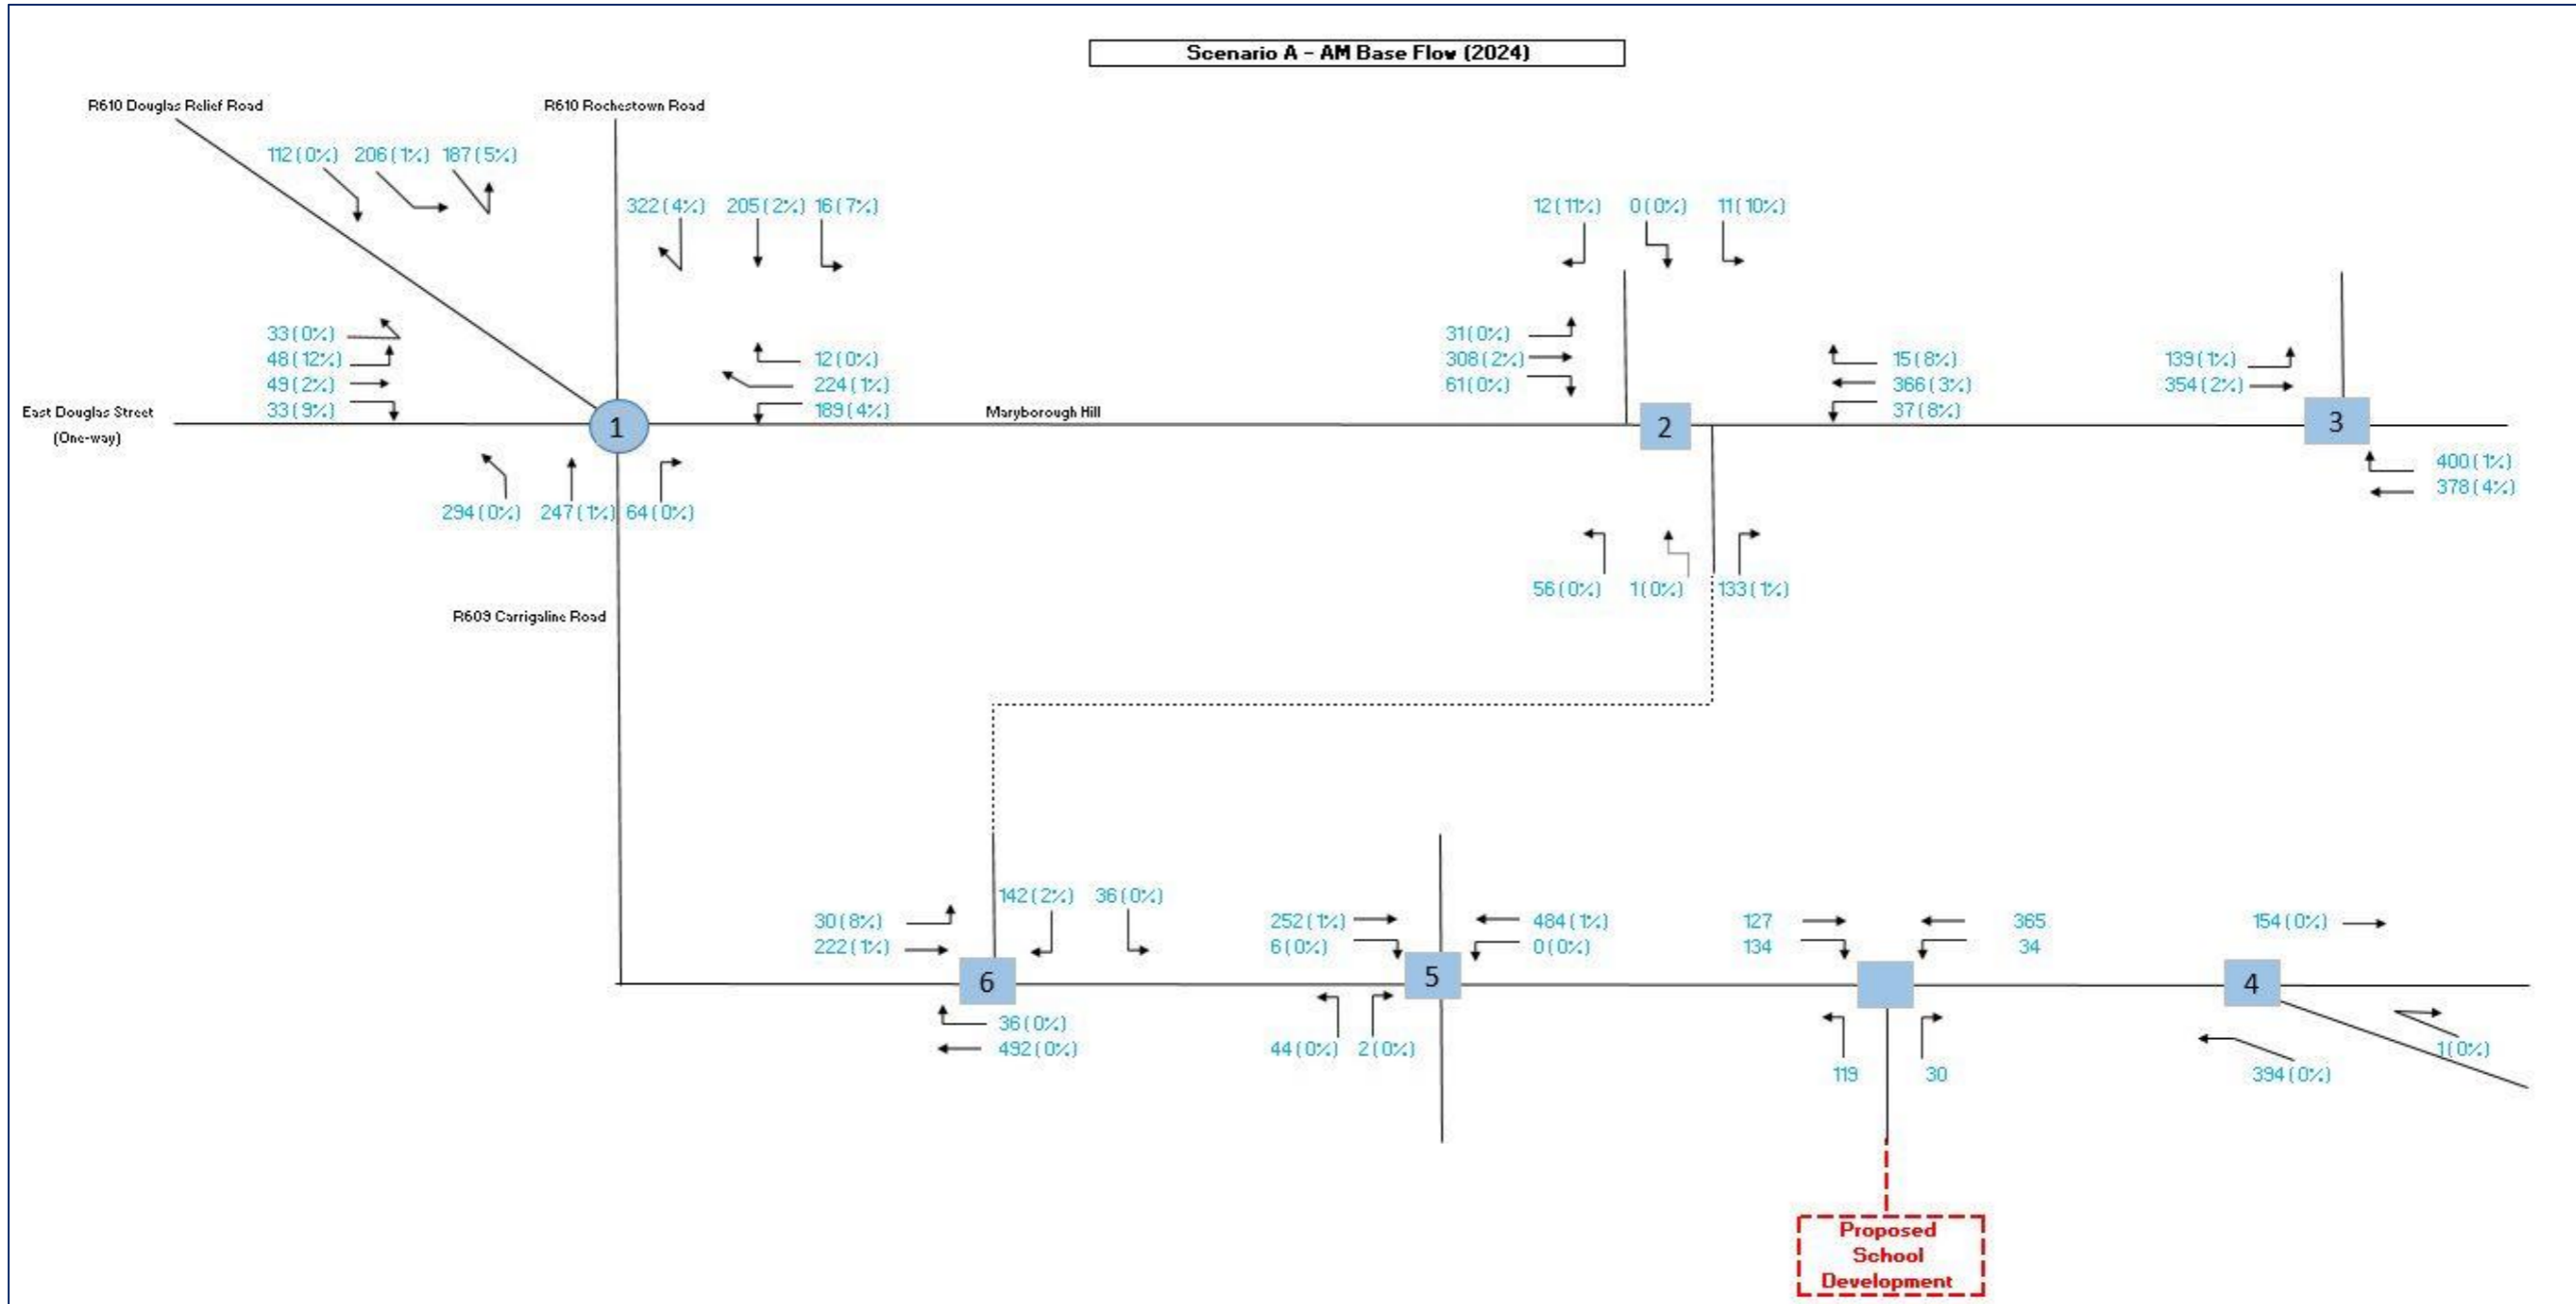 Scenario A - AM Base Flow (2024)
R610 Douglas Relief Road
R610 Rochestown Road
112(0%) 206(1%) 187(5%)
322(4%) 205(2%) 16(7%)
12(11%) 0(0%) 11(10%)
33(0%)
48(12%)
49(2%)
33(9%)
12(0%)
224(1%)
189(4%)
31(0%)
308(2%)
61(0%)
15(8%)
366(3%)
37(8%)
139(1%)
354(2%)
East Douglas Street
(One-way)
1
Maryborough Hill
2
3
400(1%)
378(4%)
294(0%) 247(1%) 64(0%)
56(0%) 1(0%) 133(1%)
R609 Carrigaline Road
142(2%) 36(0%)
30(8%)
222(1%)
252(1%)
6(0%)
484(1%)
0(0%)
127
134
365
34
154(0%)
6
5
4
36(0%)
492(0%)
44(0%) 2(0%)
119 30
1(0%)
394(0%)
Proposed
School
Development